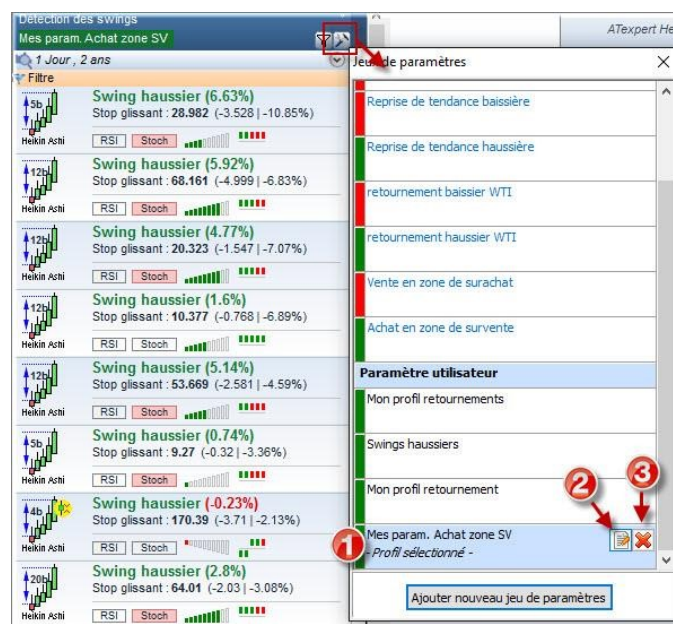 Détection des swings
Mes param. Achat zone SV
1 Jour , 2 ans
Filtre
5b
Heikin Ashi
Swing haussier (6.63%)
Stop glissant : 28.982 (-3.528 | -10.85%)
RSI Stoch
12b
Heikin Ashi
Swing haussier (5.92%)
Stop glissant : 68.161 (-4.999 | -6.83%)
RSI Stoch
12b
Heikin Ashi
Swing haussier (4.77%)
Stop glissant : 20.323 (-1.547 | -7.07%)
RSI Stoch
12b
Heikin Ashi
Swing haussier (1.6%)
Stop glissant : 10.377 (-0.768 | -6.89%)
RSI Stoch
12b
Heikin Ashi
Swing haussier (5.14%)
Stop glissant : 53.669 (-2.581 | -4.59%)
RSI Stoch
5b
Heikin Ashi
Swing haussier (0.74%)
Stop glissant : 9.27 (-0.32 | -3.36%)
RSI Stoch
4b
Heikin Ashi
Swing haussier (-0.23%)
Stop glissant : 170.39 (-3.71 | -2.13%)
RSI Stoch
20b
Heikin Ashi
Swing haussier (2.8%)
Stop glissant : 64.01 (-2.03 | -3.08%)
RSI Stoch
ATexpert He
Jeu de paramètres
Reprise de tendance baissière
Reprise de tendance haussière
retournement baissier WTI
retournement haussier WTI
Vente en zone de surachat
Achat en zone de survente
Paramètre utilisateur
Mon profil retournements
Swings haussiers
Mon profil retournement
2
3
1
Mes param. Achat zone SV
- Profil sélectionné -
Ajouter nouveau jeu de paramètres